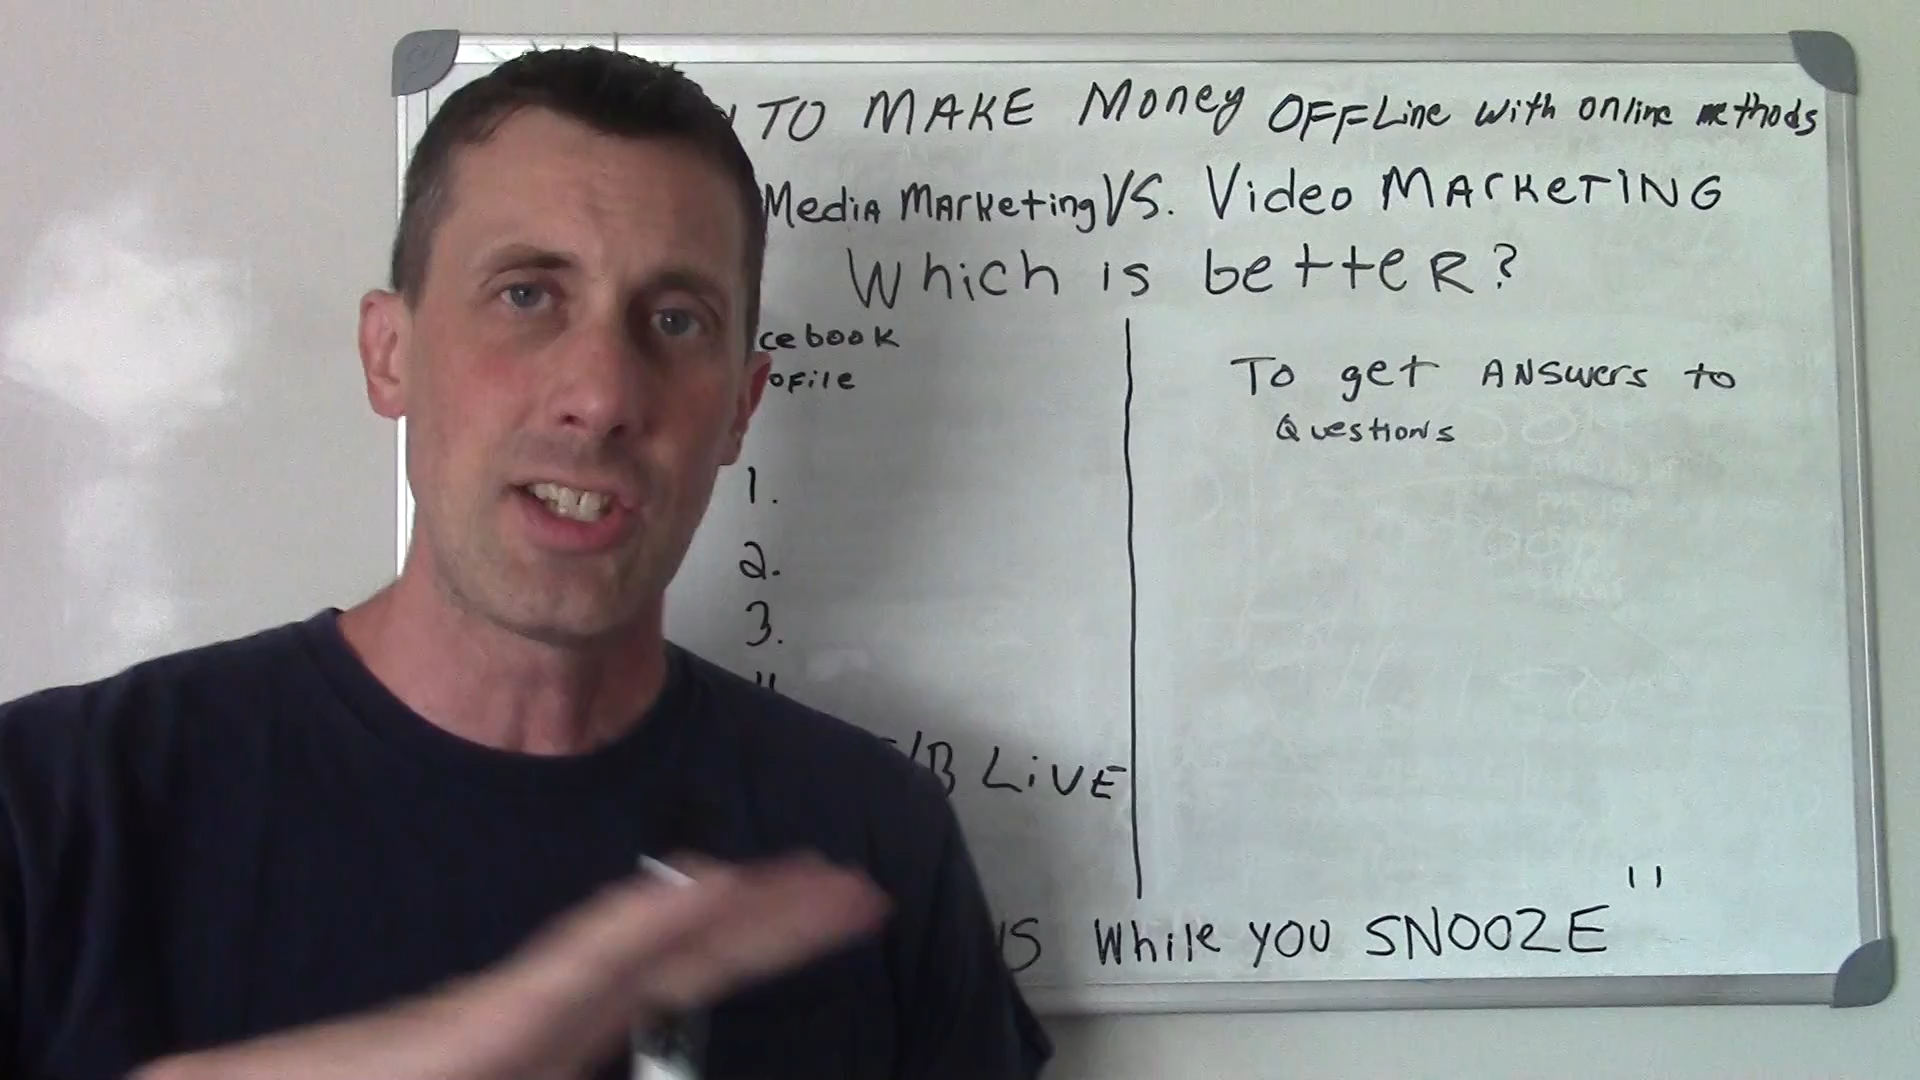 TO MAKE Money OFFLine with online methods
Media Marketing VS. Video MARKETING
Which is better?
cebook
ofile
To get ANSwers to
Questions
1.
2.
3.
F/B LiVE
"
US While you SNOOZE